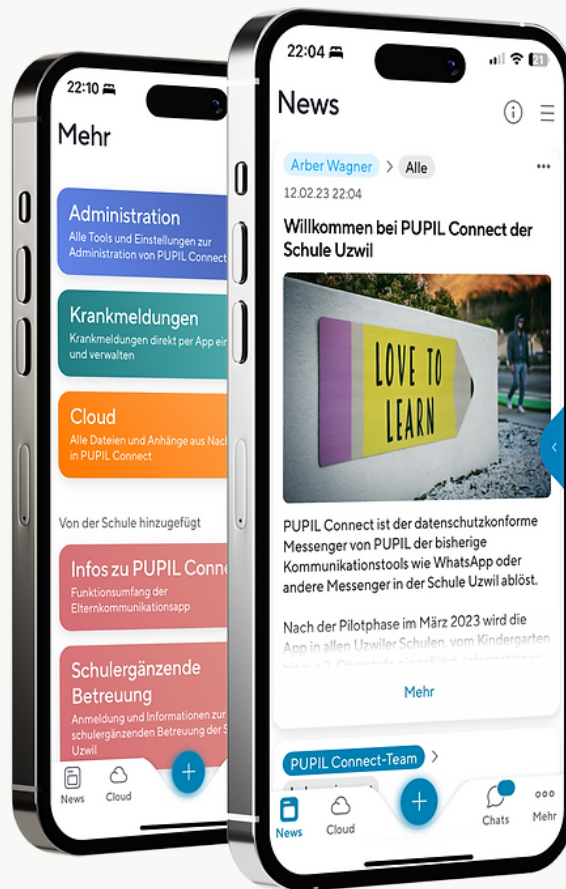 22:10
Mehr
Administration
Alle Tools und Einstellungen zur
Administration von PUPIL Connect
Krankmeldungen
Krankmeldungen direkt per App
und verwalten
Cloud
Alle Dateien und Anhänge aus
in PUPIL Connect
Von der Schule hinzugefügt
Infos zu PUPIL
Funktionsumfang der
Elternkommunikationsapp
Schulergänzende
Betreuung
Anmeldung und Informationen zur
schulergänzenden Betreuung der
Uzwil
News
Cloud
22:04
21
News
Arber Wagner > Alle
12.02.23 22:04
Willkommen bei PUPIL Connect der
Schule Uzwil
LOVE TO
LEARN
PUPIL Connect ist der datenschutzkonforme
Messenger von PUPIL der bisherige
Kommunikationstools wie WhatsApp oder
andere Messenger in der Schule Uzwil ablöst.
Nach der Pilotphase im März 2023 wird die
App in allen Uzwiler Schulen, vom Kindergarten
Mehr
PUPIL Connect-Team >
News
Cloud
Chats
Mehr